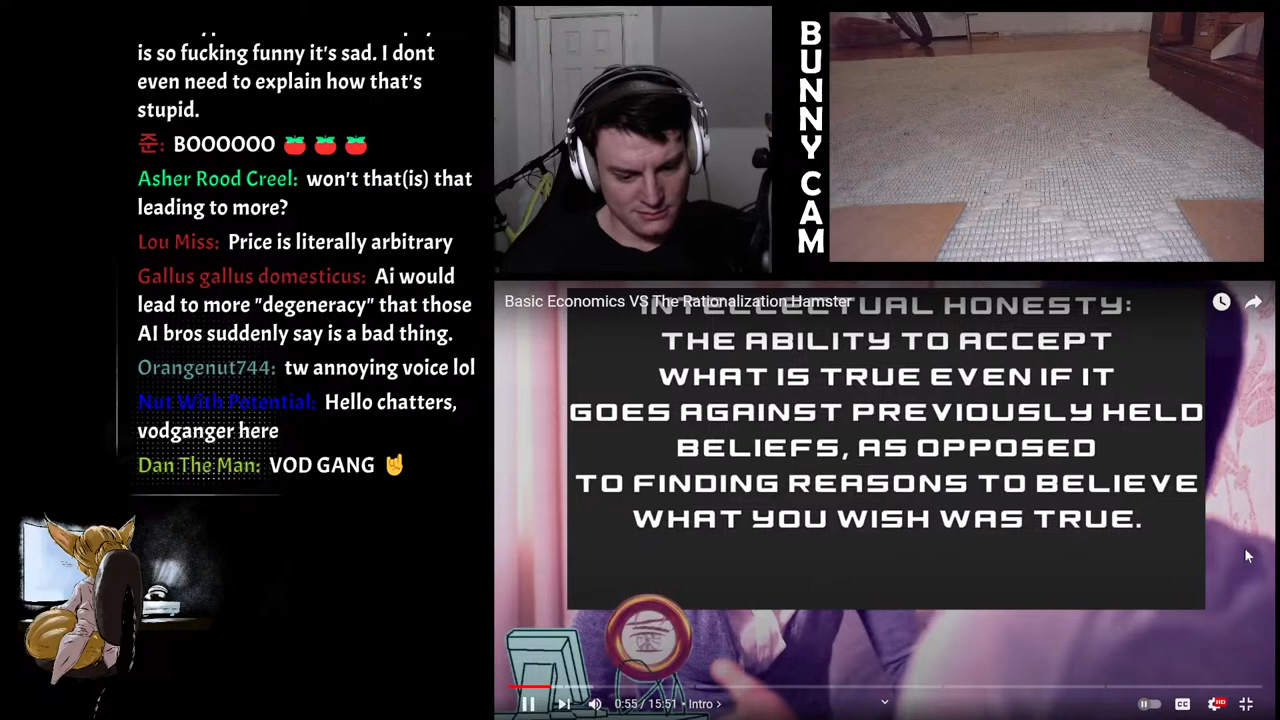 is so fucking funny it's sad. I dont
even need to explain how that's
stupid.
준: BOOOOOO 🍅 🍅 🍅
Asher Rood Creel: won't that(is) that
leading to more?
Lou Miss: Price is literally arbitrary
Gallus gallus domesticus: Ai would
lead to more "degeneracy" that those
AI bros suddenly say is a bad thing.
Orangenut744: tw annoying voice lol
Nut With Potential: Hello chatters,
vodganger here
Dan The Man: VOD GANG 🤘
BUNNY CAM
Basic Economics VS The Rationalization Hamster
INTELLECTUAL HONESTY:
THE ABILITY TO ACCEPT
WHAT IS TRUE EVEN IF IT
GOES AGAINST PREVIOUSLY HELD
BELIEFS, AS OPPOSED
TO FINDING REASONS TO BELIEVE
WHAT YOU WISH WAS TRUE.
0:55 / 15:51 • Intro >
CC
HD